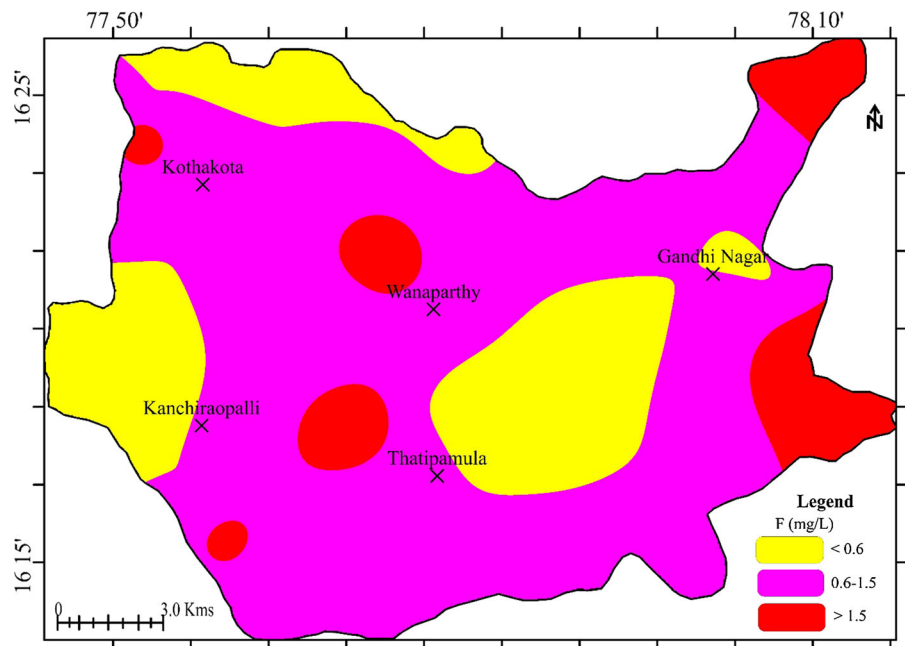 77.50'
78.10'
16 25'
N
Kothakota
Gandhi Nagar
Wanaparthy
Kanchiraopalli
Thatipamula
16 15'
Legend
F (mg/L)
< 0.6
0.6-1.5
> 1.5
0 3.0 Kms